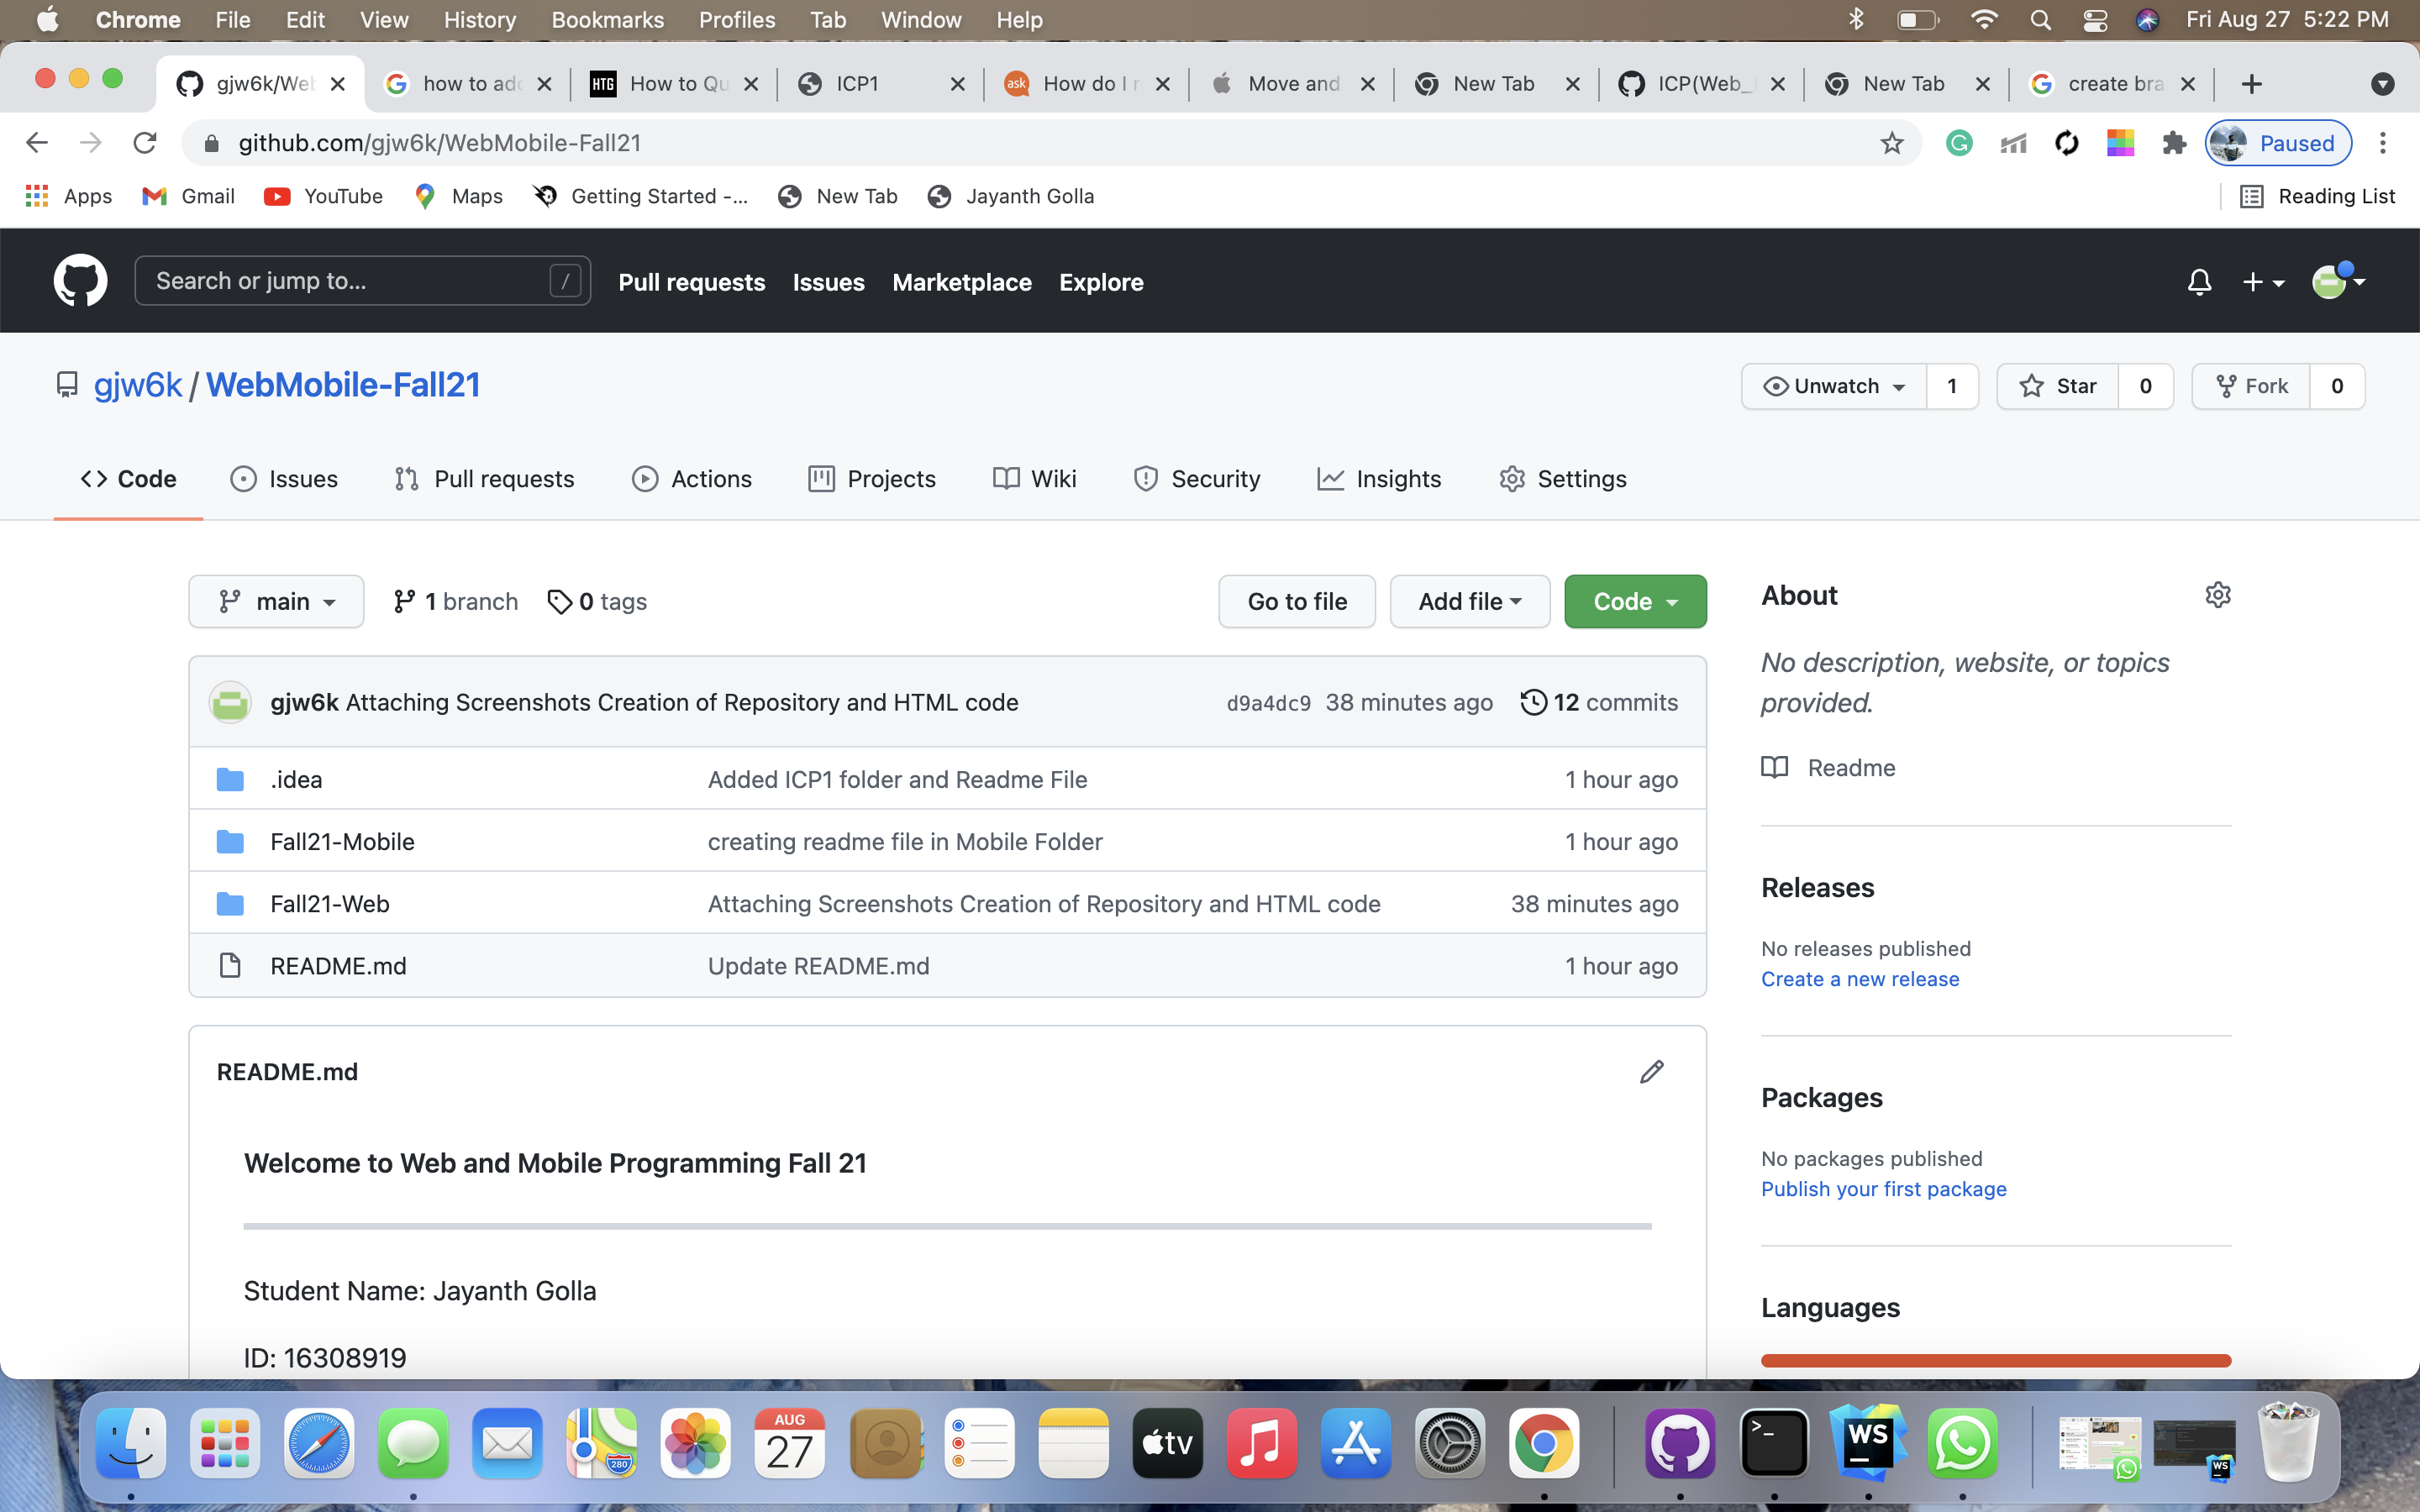 Chrome File Edit View History Bookmarks Profiles Tab Window Help Fri Aug 27 5:22 PM
gjw6k/Web how to add HTG How to Qu ICP1 ask How do I r Move and New Tab ICP(Web_ New Tab create bra
github.com/gjw6k/WebMobile-Fall21 Paused
Apps Gmail YouTube Maps Getting Started -... New Tab Jayanth Golla Reading List
Search or jump to... / Pull requests Issues Marketplace Explore
gjw6k / WebMobile-Fall21 Unwatch 1 Star 0 Fork 0
Code Issues Pull requests Actions Projects Wiki Security Insights Settings
main 1 branch 0 tags Go to file Add file Code
gjw6k Attaching Screenshots Creation of Repository and HTML code d9a4dc9 38 minutes ago 12 commits
.idea Added ICP1 folder and Readme File 1 hour ago
Fall21-Mobile creating readme file in Mobile Folder 1 hour ago
Fall21-Web Attaching Screenshots Creation of Repository and HTML code 38 minutes ago
README.md Update README.md 1 hour ago
README.md
Welcome to Web and Mobile Programming Fall 21
Student Name: Jayanth Golla
ID: 16308919
About
No description, website, or topics
provided.
Readme
Releases
No releases published
Create a new release
Packages
No packages published
Publish your first package
Languages
AUG
27
280
tv
>_
WS
WS